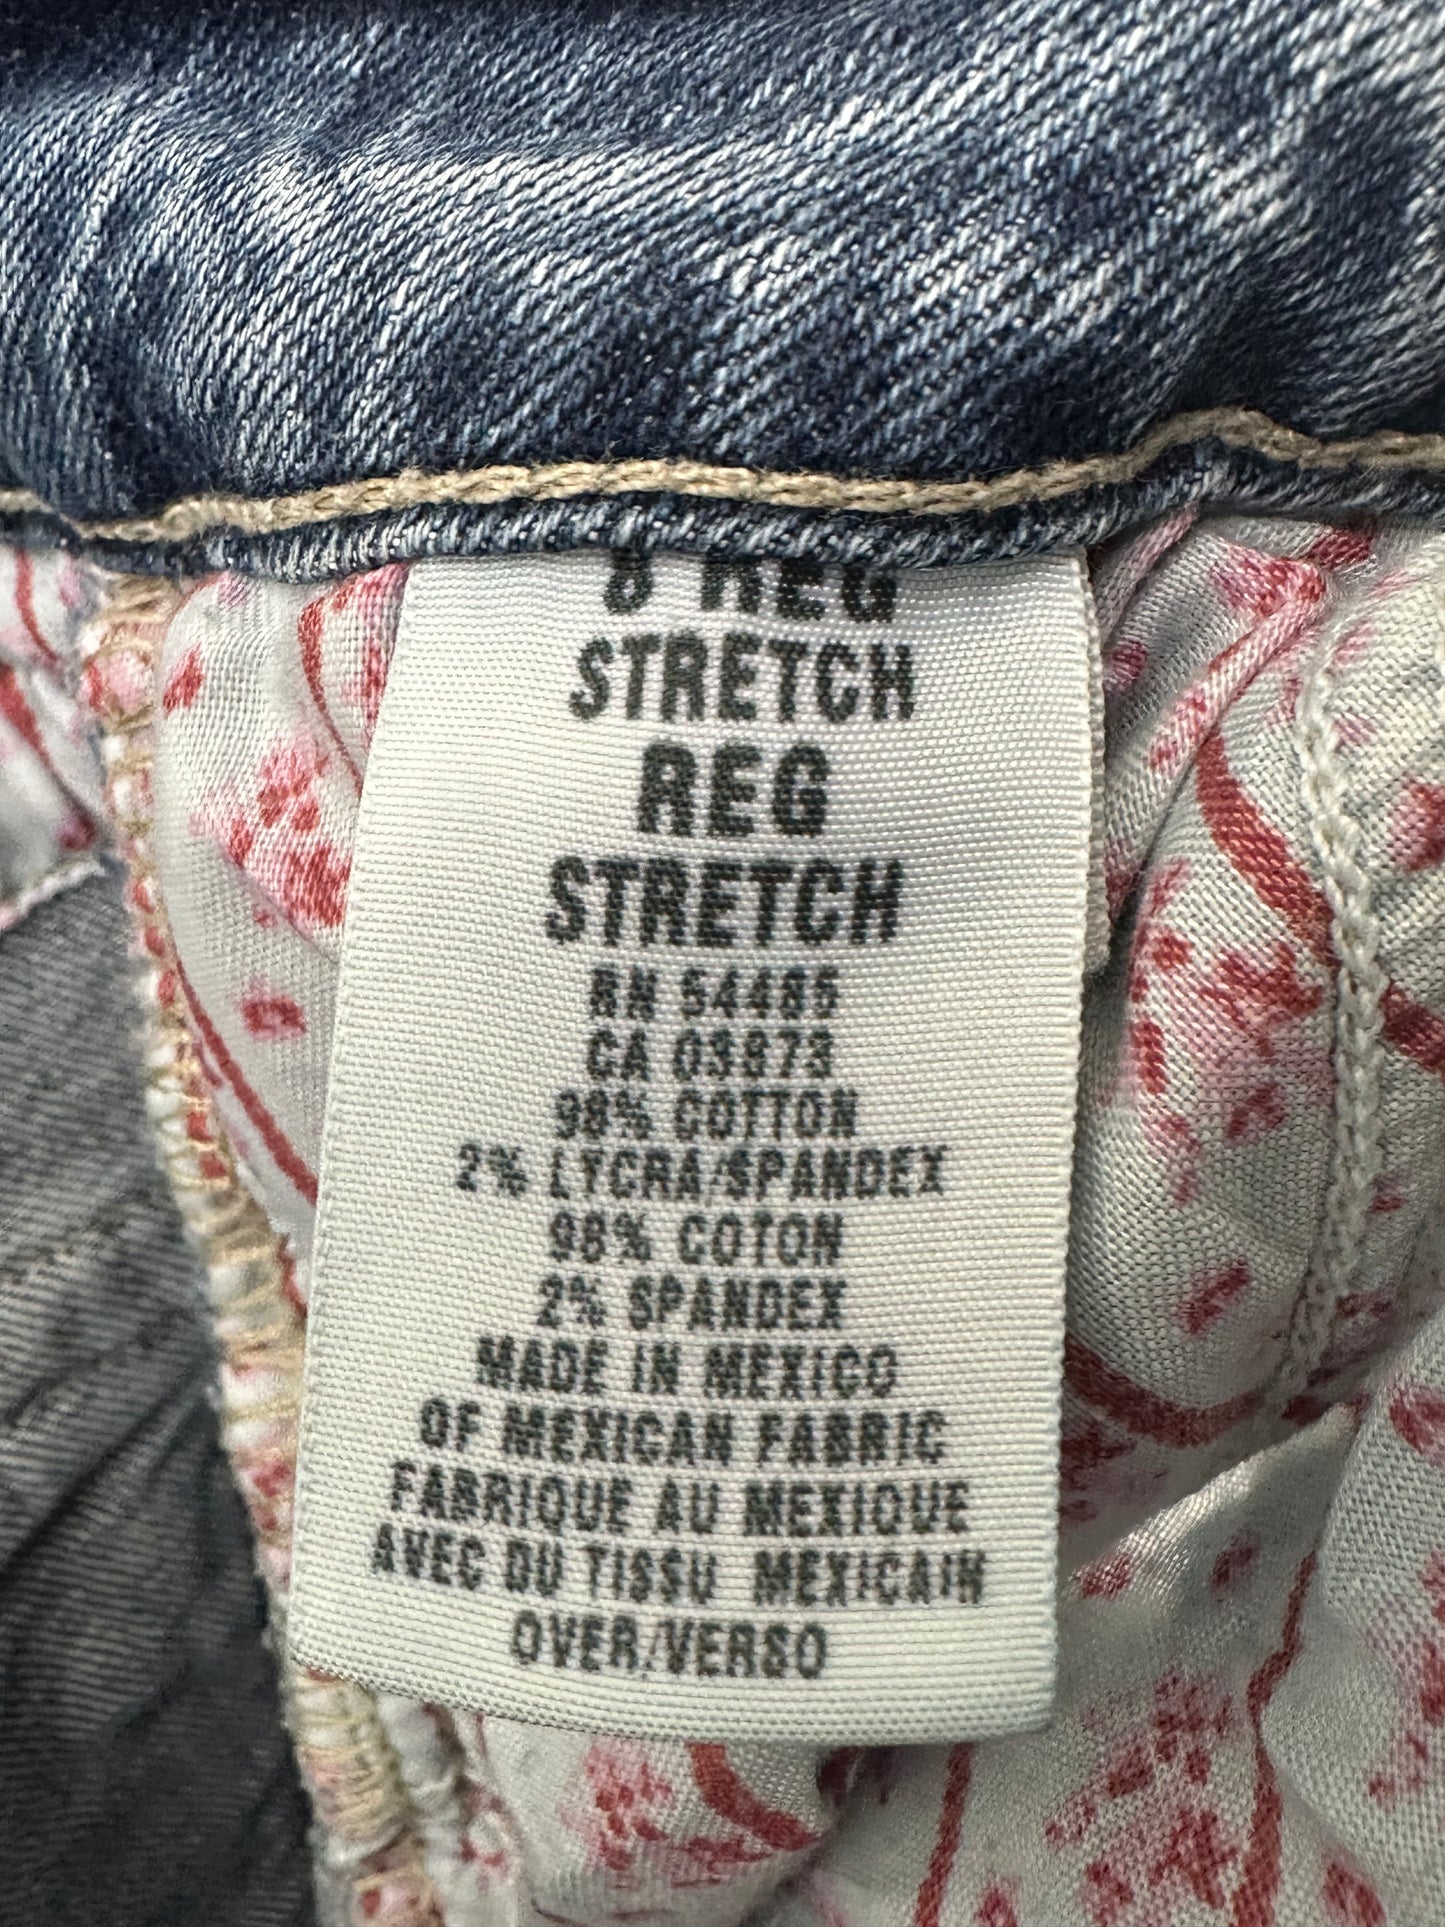 REG
STRETCH
REG
STRETCH
RN 54485
CA 03873
98% COTTON
2% LYCRA/SPANDEX
98% COTON
2% SPANDEX
MADE IN MEXICO
OF MEXICAN FABRIC
FABRIQUE AU MEXIQUE
AVEC DU TISSU MEXICAIN
OVER/VERSO